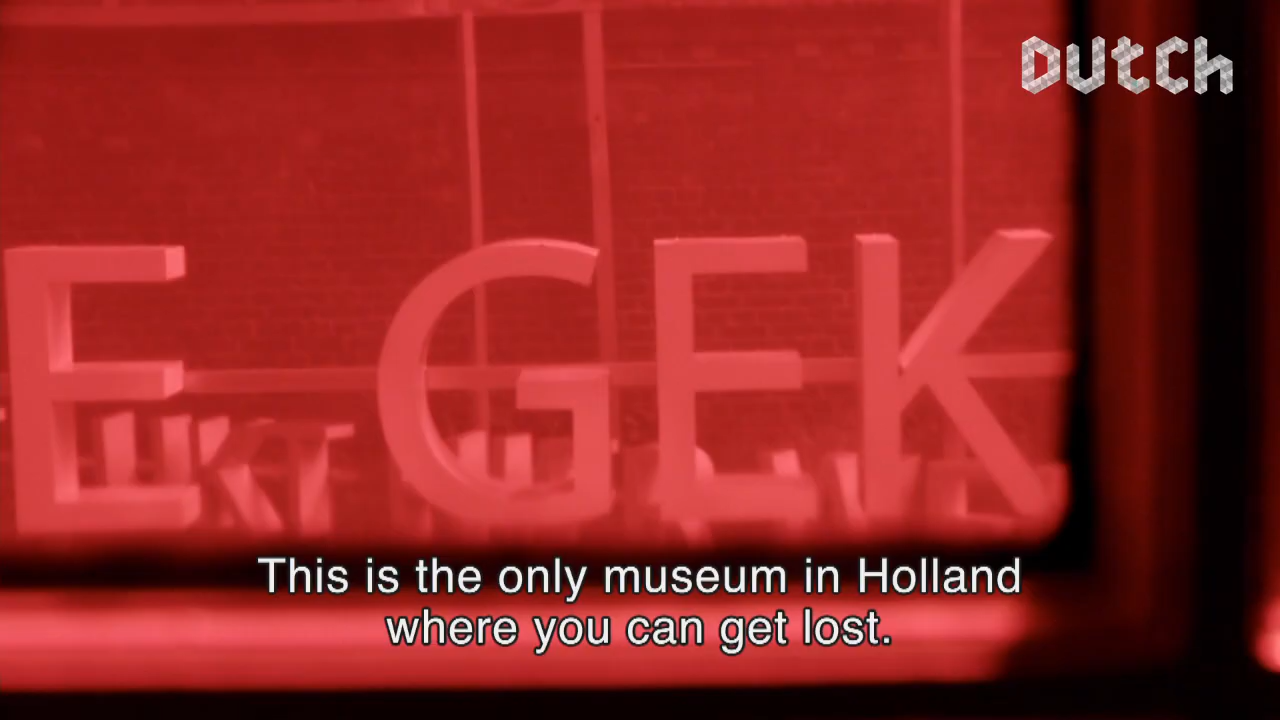 DUtCh
E GEK
This is the only museum in Holland
where you can get lost.